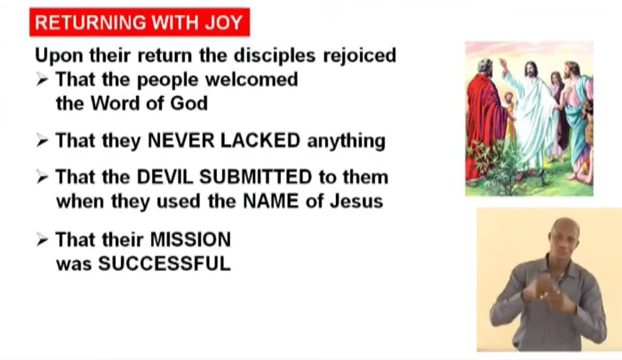 RETURNING WITH JOY
Upon their return the disciples rejoiced
➢ That the people welcomed
the Word of God
➢ That they NEVER LACKED anything
➢ That the DEVIL SUBMITTED to them
when they used the NAME of Jesus
➢ That their MISSION
was SUCCESSFUL